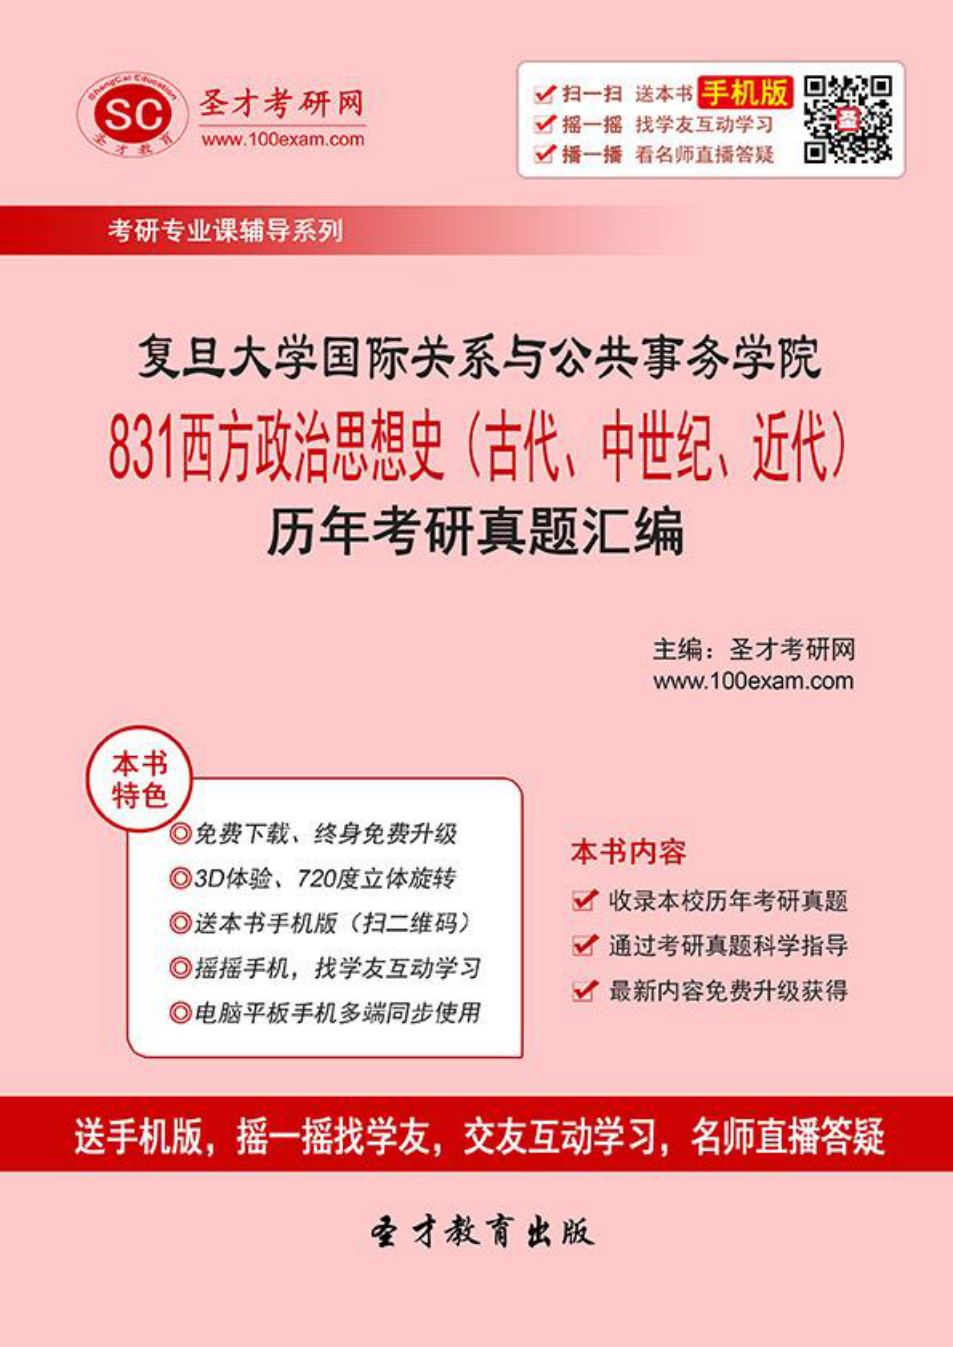 ShengCai Education
SC
圣才教育
圣才考研网
www.100exam.com
扫一扫 送本书 手机版
摇一摇 找学友互动学习
播一播 看名师直播答疑
圣
考研专业课辅导系列
复旦大学国际关系与公共事务学院
831西方政治思想史（古代、中世纪、近代）
历年考研真题汇编
主编：圣才考研网
www.100exam.com
本书
特色
◎免费下载、终身免费升级
◎3D体验、720度立体旋转
◎送本书手机版（扫二维码）
◎摇摇手机，找学友互动学习
◎电脑平板手机多端同步使用
本书内容
收录本校历年考研真题
通过考研真题科学指导
最新内容免费升级获得
送手机版，摇一摇找学友，交友互动学习，名师直播答疑
圣才教育出版